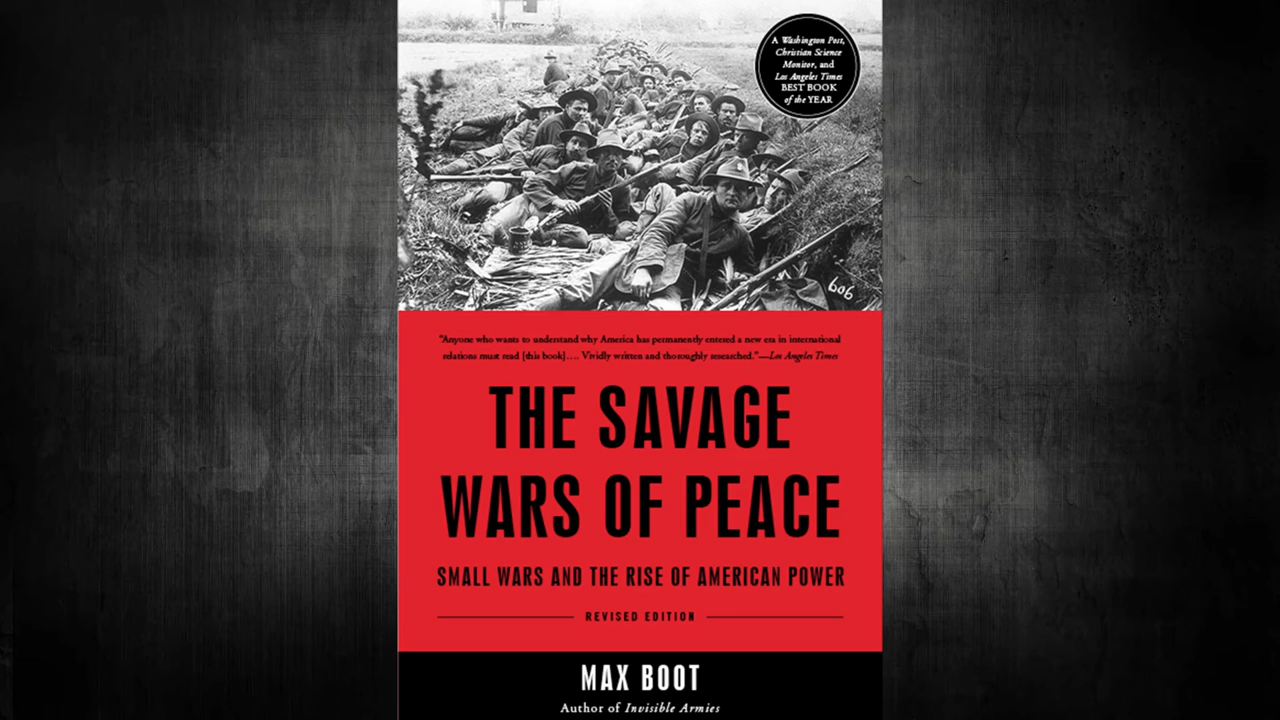 A Washington Post,
Christian Science
Monitor, and
Los Angeles Times
BEST BOOK
of the YEAR
606
"Anyone who wants to understand why America has permanently entered a new era in international
relations must read [this book].... Vividly written and thoroughly researched."—Los Angeles Times
THE SAVAGE
WARS OF PEACE
SMALL WARS AND THE RISE OF AMERICAN POWER
REVISED EDITION
MAX BOOT
Author of Invisible Armies